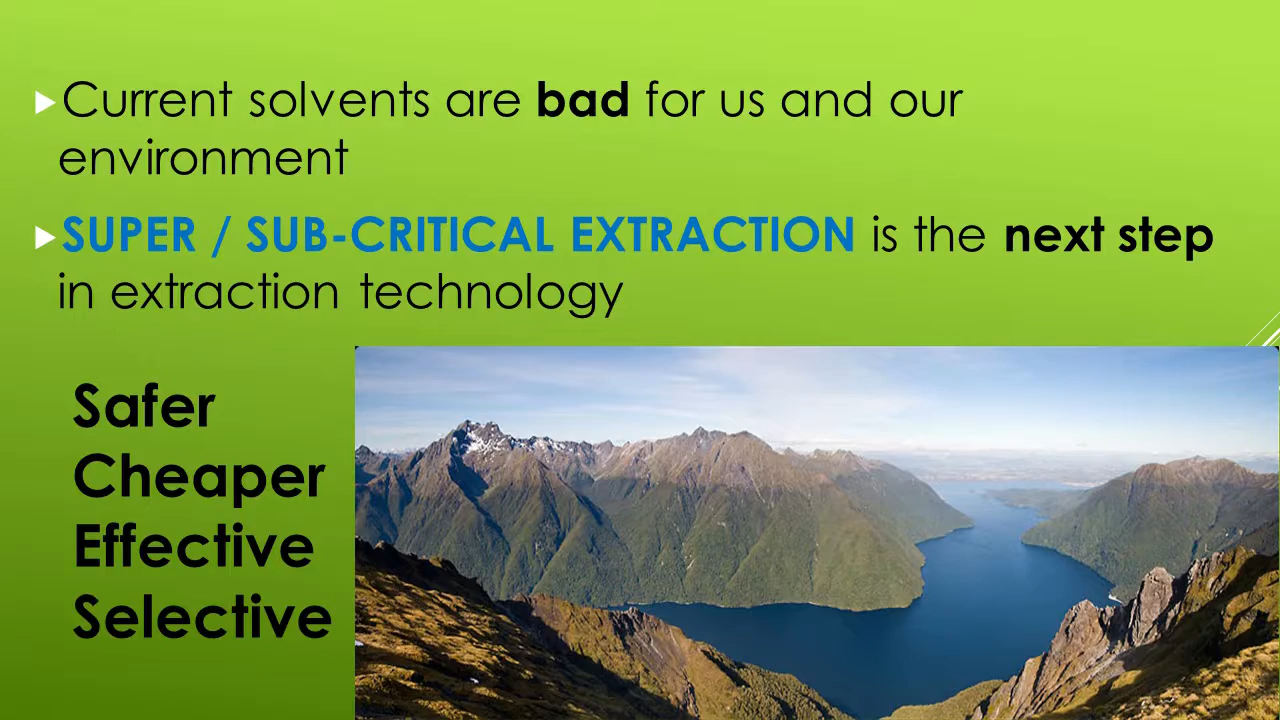 Current solvents are bad for us and our
environment
SUPER / SUB-CRITICAL EXTRACTION is the next step
in extraction technology
Safer
Cheaper
Effective
Selective